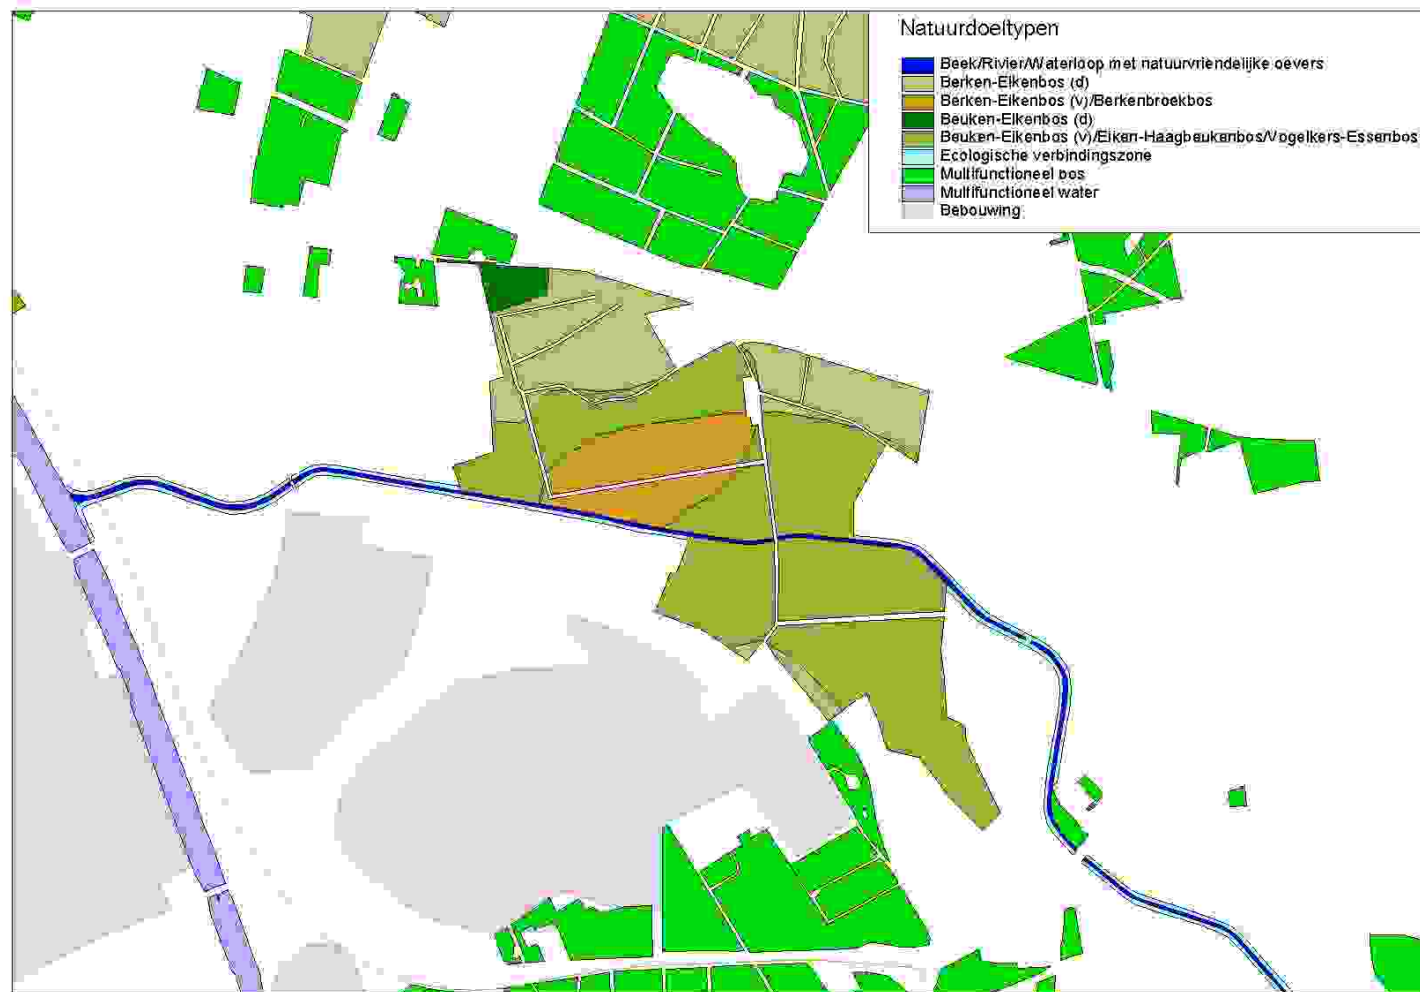 Natuurdoeltypen
Beek/Rivier/Waterloop met natuurvriendelijke oevers
Berken-Eikenbos (d)
Berken-Eikenbos (v)/Berkenbroekbos
Beuken-Eikenbos (d)
Beuken-Eikenbos (v)/Eiken-Haagbeukenbos/Vogelkers-Essenbos
Ecologische verbindingszone
Multifunctioneel bos
Multifunctioneel water
Bebouwing